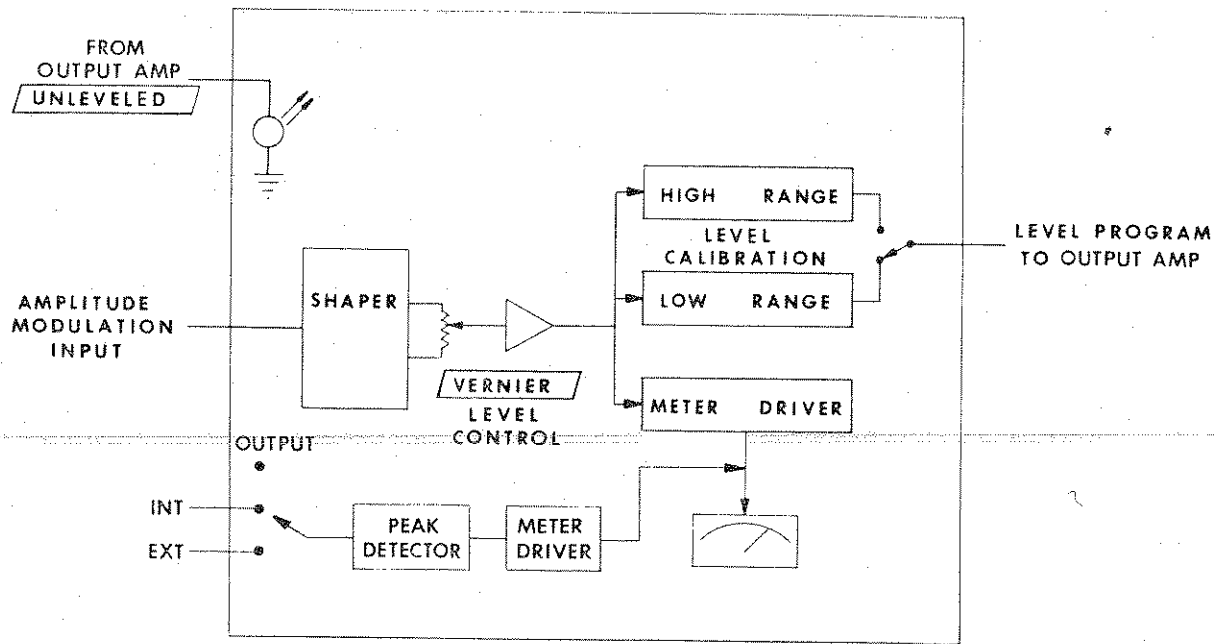 FROM
OUTPUT AMP
UNLEVELED
HIGH RANGE
LEVEL
CALIBRATION
LOW RANGE
LEVEL PROGRAM
TO OUTPUT AMP
SHAPER
AMPLITUDE
MODULATION
INPUT
VERNIER
LEVEL
CONTROL
METER DRIVER
OUTPUT
INT
EXT
PEAK
DETECTOR
METER
DRIVER